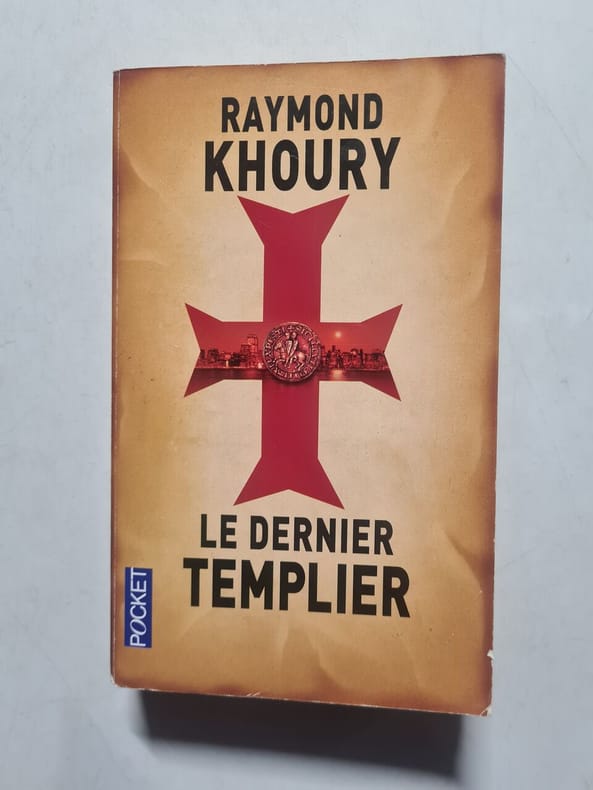 RAYMOND
KHOURY
LE DERNIER
TEMPLIER
POCKET